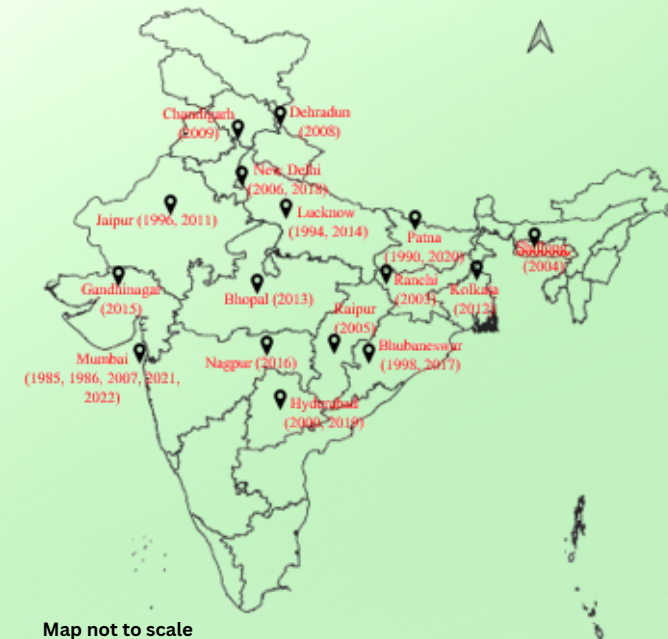 Chandigarh
(2009)
Dehradun
(2008)
New Delhi
(2006, 2018)
Jaipur (1996, 2011)
Lucknow
(1994, 2014)
Patna
(1990, 2020)
(2004)
Gandhinagar
(2015)
Bhopal (2013)
Ranchi
(2003)
Kolkata
(2012)
Raipur
(2005)
Mumbai
(1985, 1986, 2007, 2021,
2022)
Nagpur (2016)
Bhubaneswar
(1998, 2017)
Hyderabad
(2000, 2019)
Map not to scale